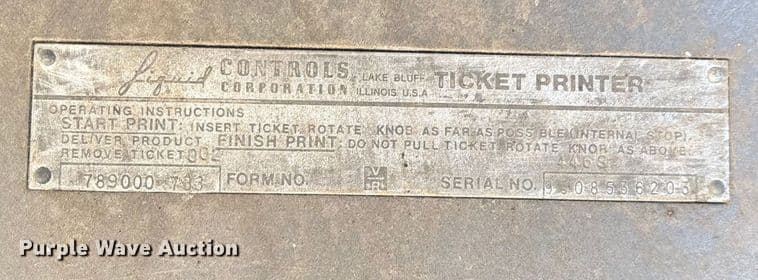 Liquid CONTROLS CORPORATION LAKE BLUFF ILLINOIS U.S.A TICKET PRINTER
OPERATING INSTRUCTIONS
START PRINT: INSERT TICKET, ROTATE KNOB AS FAR AS POSSIBLE (INTERNAL STOP).
DELIVER PRODUCT FINISH PRINT: DO NOT PULL TICKET ROTATE KNOB AS ABOVE.
REMOVE TICKET
789000-703 FORM NO. SERIAL NO.
Purple Wave Auction